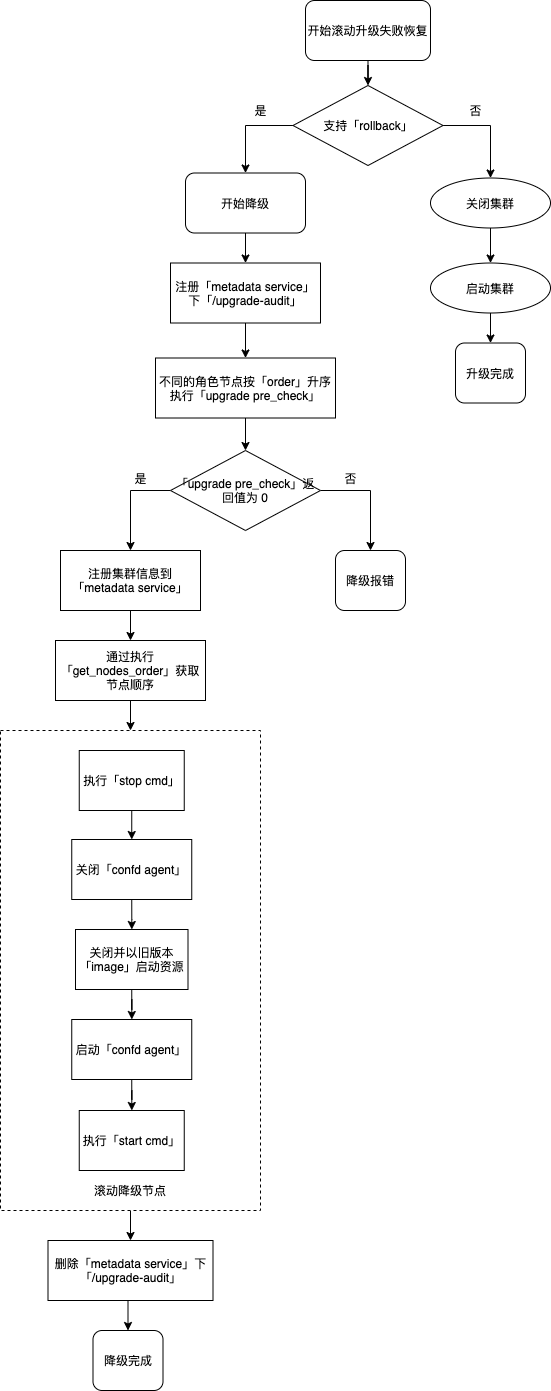 开始滚动升级失败恢复
支持「rollback」
是
否
开始降级
关闭集群
注册「metadata service」
下「/upgrade-audit」
启动集群
不同的角色节点按「order」升序
执行「upgrade pre_check」
升级完成
「upgrade pre_check」返
回值为 0
是
否
注册集群信息到
「metadata service」
降级报错
通过执行
「get_nodes_order」获取
节点顺序
执行「stop cmd」
关闭「confd agent」
关闭并以旧版本
「image」启动资源
启动「confd agent」
执行「start cmd」
滚动降级节点
删除「metadata service」下
「/upgrade-audit」
降级完成